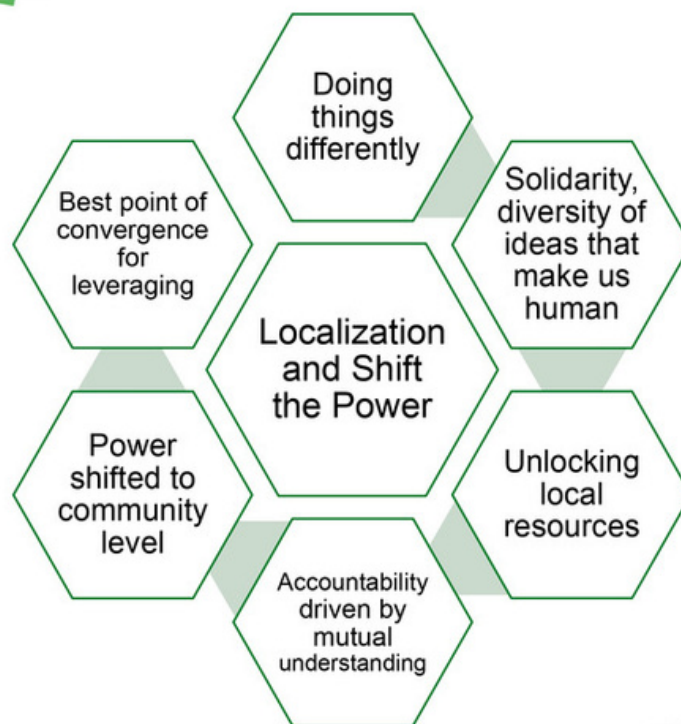 Doing
things
differently
Solidarity,
diversity of
ideas that
make us
human
Unlocking
local
resources
Accountability
driven by
mutual
understanding
Power
shifted to
community
level
Best point of
convergence
for
leveraging
Localization
and Shift
the Power